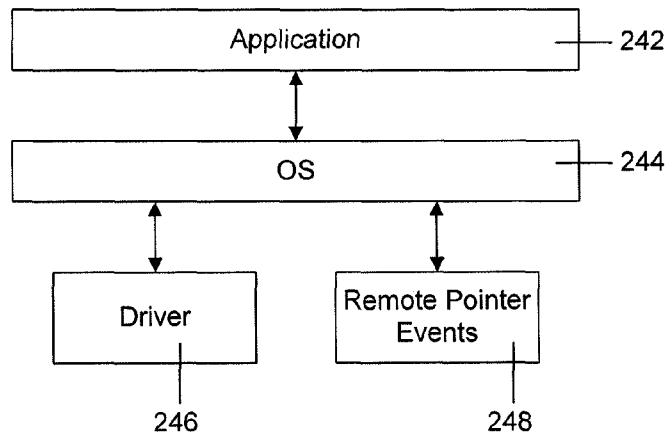 Application
242
OS
244
Driver
Remote Pointer
Events
246
248